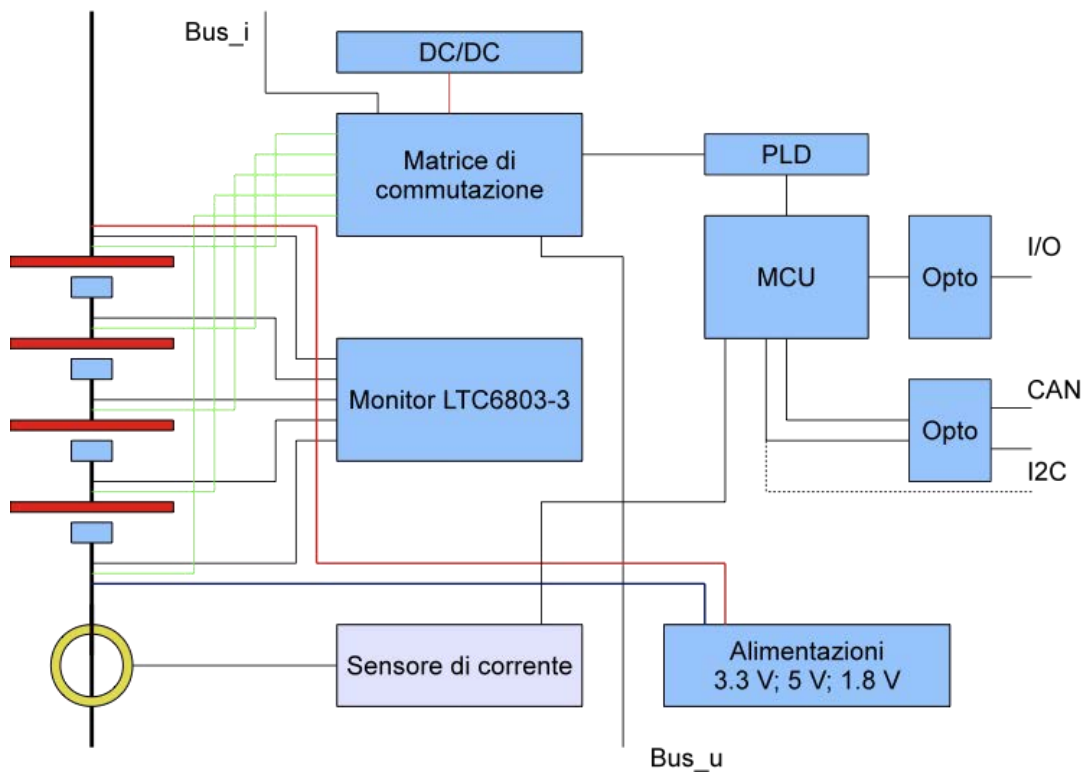 Bus_i
DC/DC
Matrice di
commutazione
PLD
MCU
Opto
I/O
Monitor LTC6803-3
Opto
CAN
I2C
Sensore di corrente
Alimentazioni
3.3 V; 5 V; 1.8 V
Bus_u